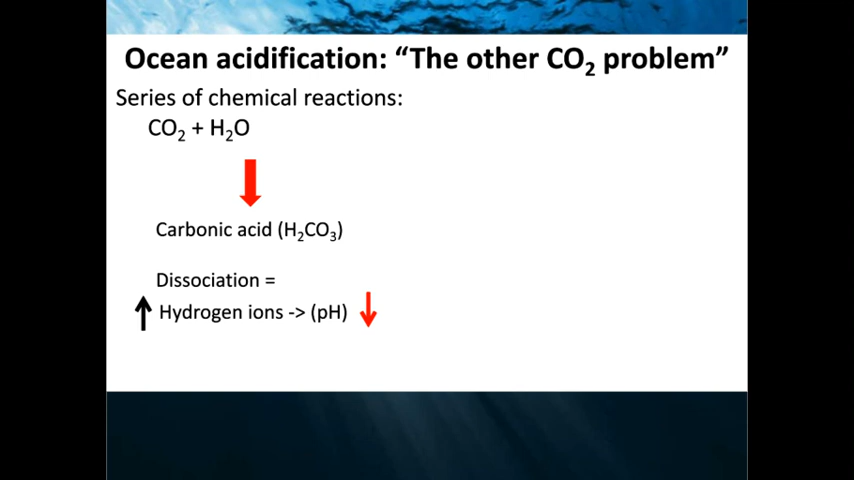 Ocean acidification: “The other CO₂ problem”
Series of chemical reactions:
CO₂ + H₂O
Carbonic acid (H₂CO₃)
Dissociation =
Hydrogen ions -> (pH)